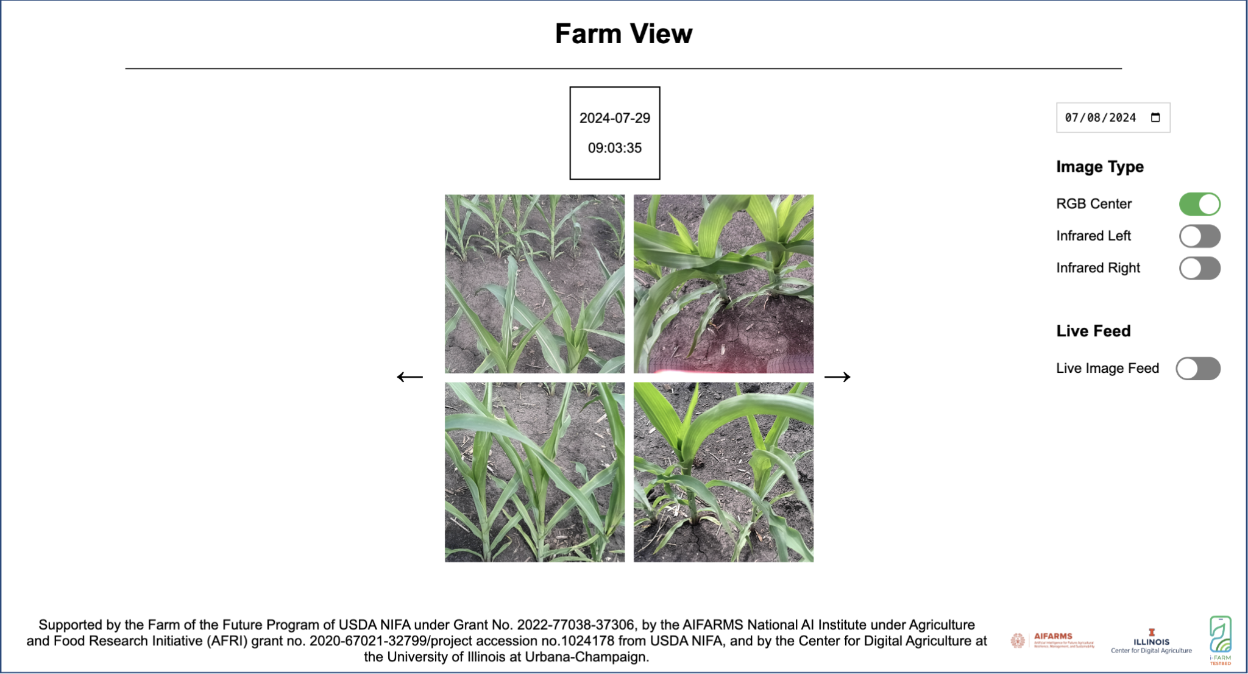 Farm View
2024-07-29
09:03:35
07/08/2024
Image Type
RGB Center
Infrared Left
Infrared Right
Live Feed
Live Image Feed
←
→
Supported by the Farm of the Future Program of USDA NIFA under Grant No. 2022-77038-37306, by the AIFARMS National AI Institute under Agriculture
and Food Research Initiative (AFRI) grant no. 2020-67021-32799/project accession no.1024178 from USDA NIFA, and by the Center for Digital Agriculture at
the University of Illinois at Urbana-Champaign.
AIFARMS
I
ILLINOIS
Center for Digital Agriculture
i-FARM
TESTBED